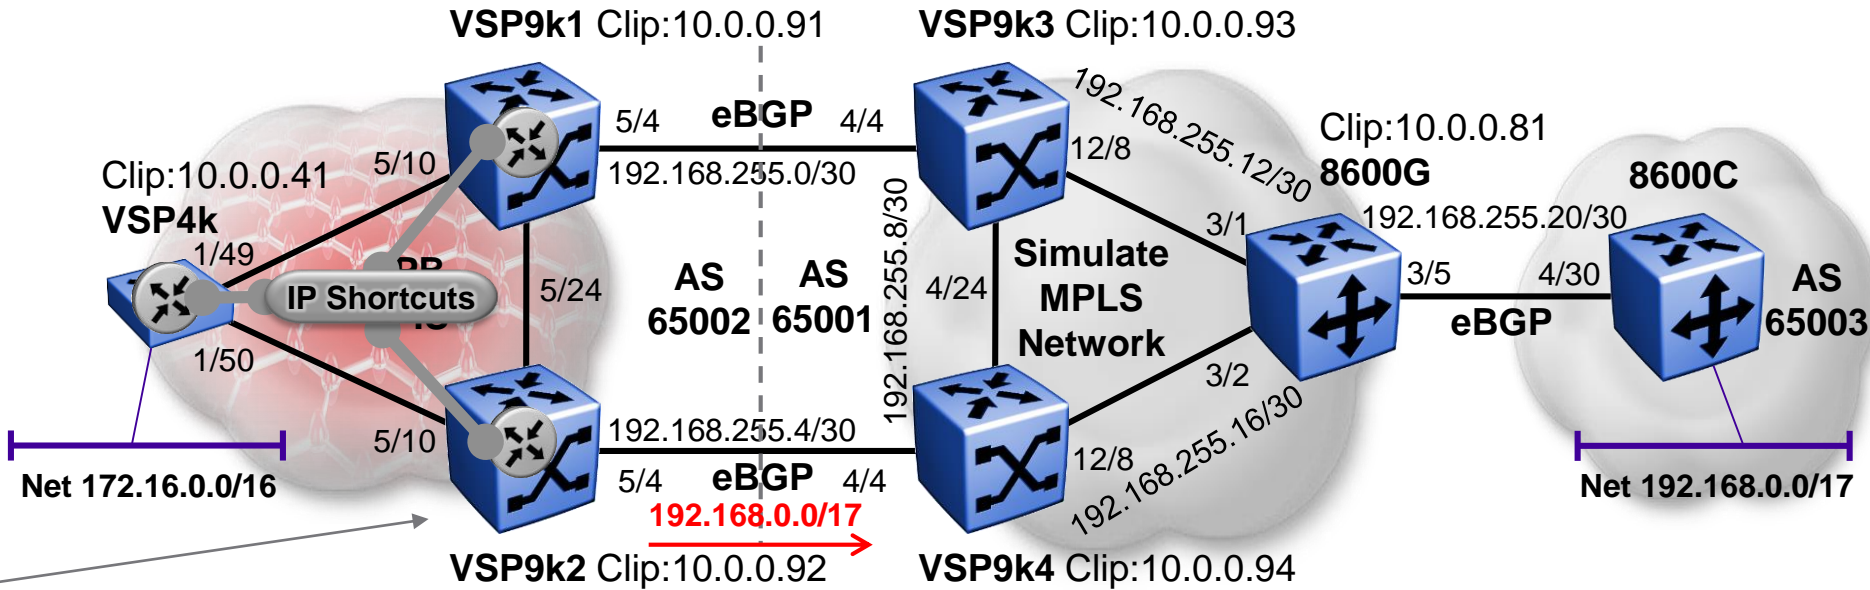 VSP9k1 Clip:10.0.0.91
VSP9k3 Clip:10.0.0.93
5/4 eBGP 4/4
192.168.255.0/30
192.168.255.12/30
12/8
Clip:10.0.0.81
8600G
8600C
Clip:10.0.0.41
VSP4k
5/10
1/49
192.168.255.20/30
3/1
3/5
4/30
eBGP
AS
65003
IP Shortcuts
5/24
AS
65002
AS
65001
192.168.255.8/30
4/24
Simulate
MPLS
Network
1/50
3/2
5/10
192.168.255.4/30
5/4 eBGP 4/4
12/8
192.168.255.16/30
Net 172.16.0.0/16
Net 192.168.0.0/17
192.168.0.0/17
VSP9k2 Clip:10.0.0.92
VSP9k4 Clip:10.0.0.94